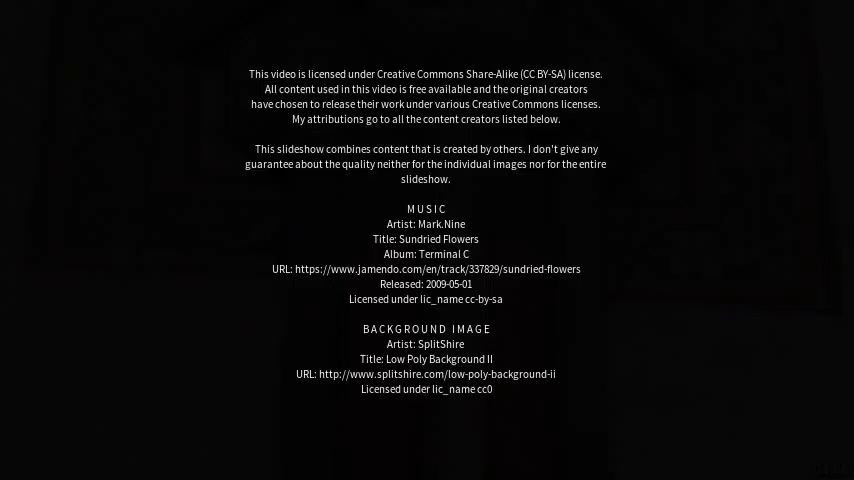 This video is licensed under Creative Commons Share-Alike (CC BY-SA) license.
All content used in this video is free available and the original creators
have chosen to release their work under various Creative Commons licenses.
My attributions go to all the content creators listed below.
This slideshow combines content that is created by others. I don't give any
guarantee about the quality neither for the individual images nor for the entire
slideshow.
MUSIC
Artist: Mark.Nine
Title: Sundried Flowers
Album: Terminal C
URL: https://www.jamendo.com/en/track/337829/sundried-flowers
Released: 2009-05-01
Licensed under lic_name cc-by-sa
BACKGROUND IMAGE
Artist: SplitShire
Title: Low Poly Background II
URL: http://www.splitshire.com/low-poly-background-ii
Licensed under lic_name cc0